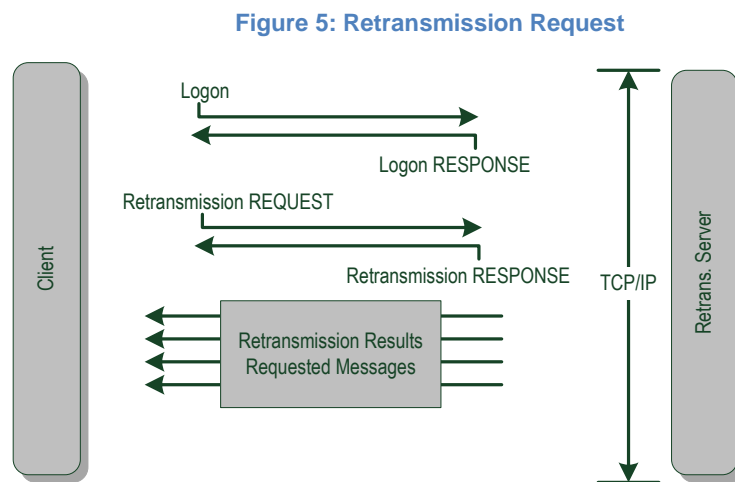 Figure 5: Retransmission Request
Logon
Logon RESPONSE
Retransmission REQUEST
Retransmission RESPONSE
Client
TCP/IP
Retrans. Server
Retransmission Results
Requested Messages